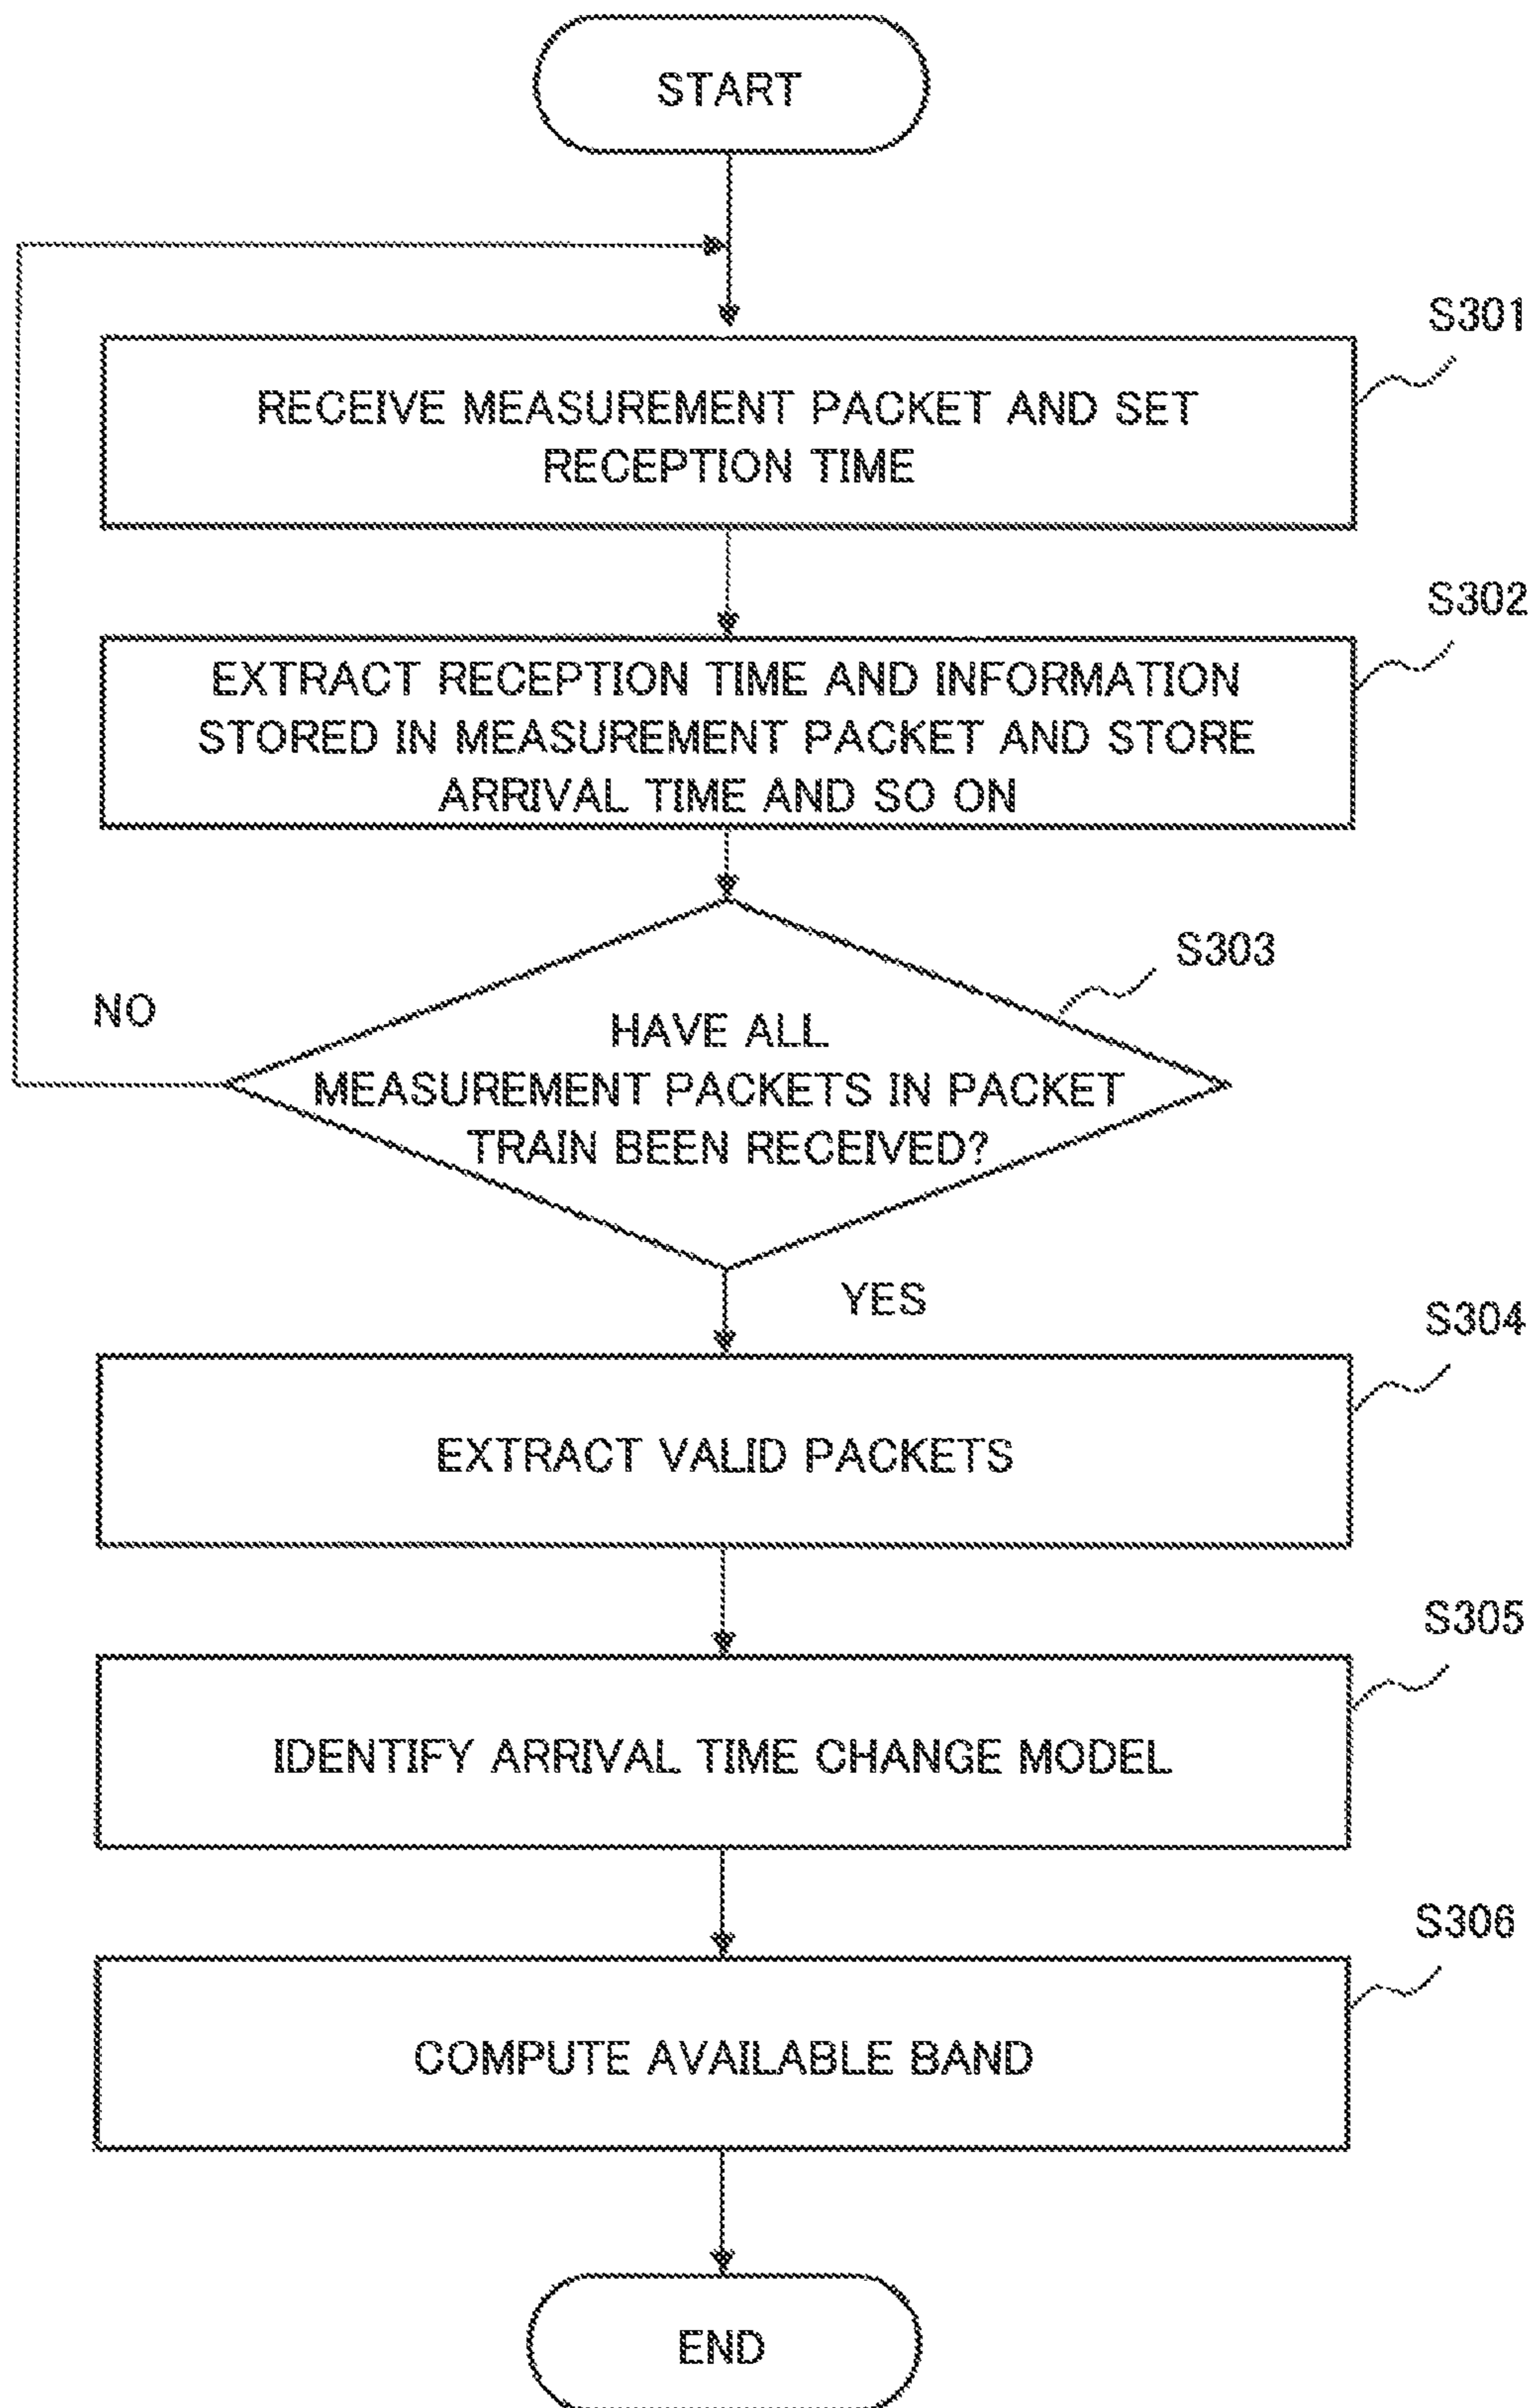 START
S301
RECEIVE MEASUREMENT PACKET AND SET
RECEPTION TIME
S302
EXTRACT RECEPTION TIME AND INFORMATION
STORED IN MEASUREMENT PACKET AND STORE
ARRIVAL TIME AND SO ON
S303
NO
HAVE ALL
MEASUREMENT PACKETS IN PACKET
TRAIN BEEN RECEIVED?
YES
S304
EXTRACT VALID PACKETS
S305
IDENTIFY ARRIVAL TIME CHANGE MODEL
S306
COMPUTE AVAILABLE BAND
END